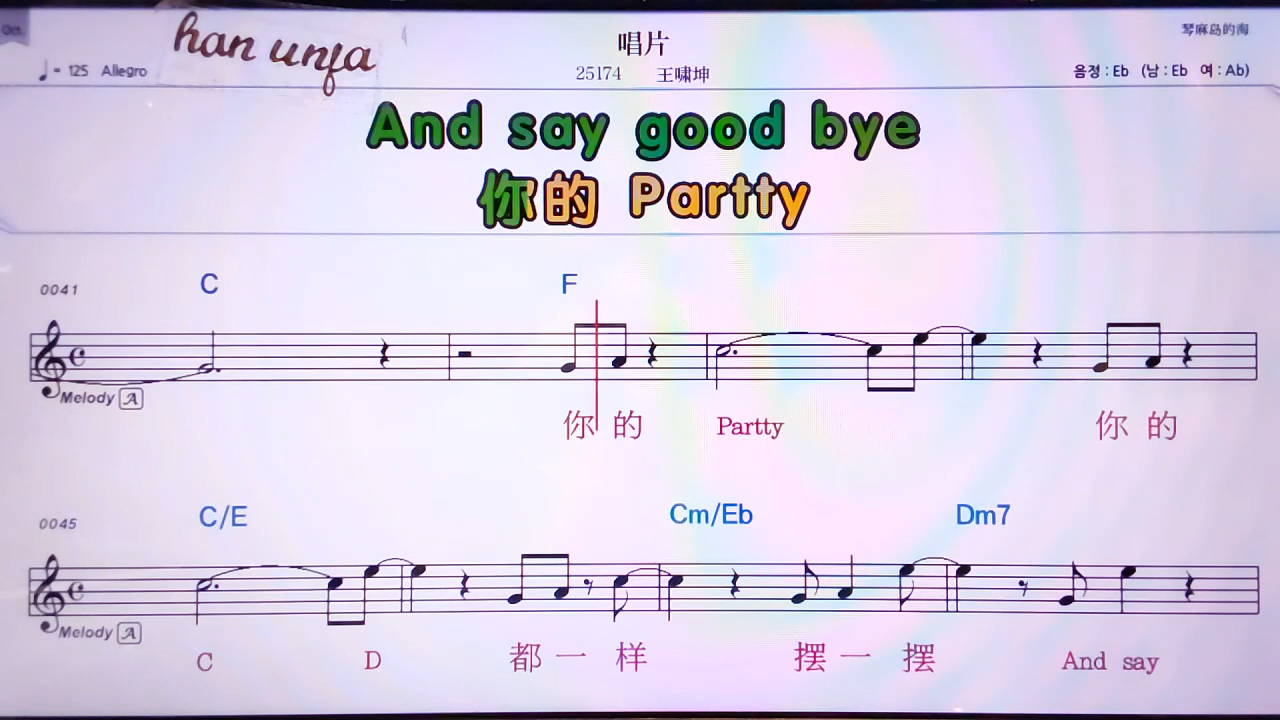 Oct.
han unfa
唱片
琴麻岛的海
♩ = 125 Allegro
25174 王啸坤
음정 : Eb (남 : Eb 여 : Ab)
And say good bye
你的 Partty
0041 C F
Melody A
你 的 Partty 你 的
0045 C/E Cm/Eb Dm7
Melody A
C D 都 一 样 摆 一 摆 And say